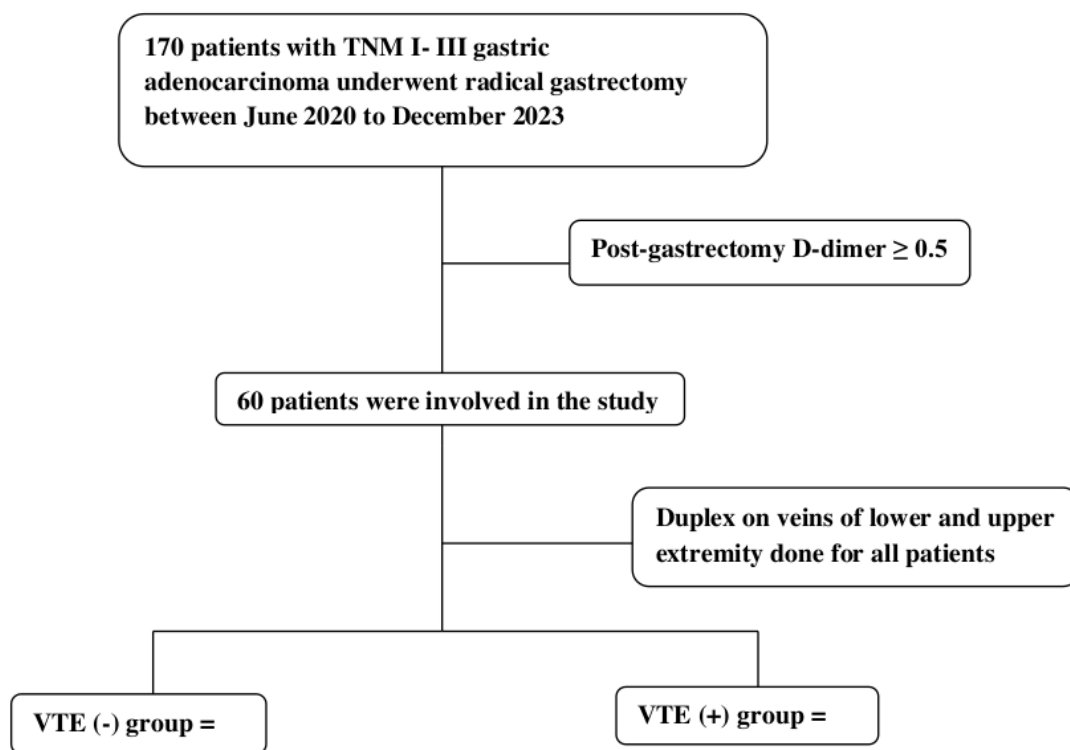 170 patients with TNM I- III gastric
adenocarcinoma underwent radical gastrectomy
between June 2020 to December 2023
Post-gastrectomy D-dimer ≥ 0.5
60 patients were involved in the study
Duplex on veins of lower and upper
extremity done for all patients
VTE (-) group =
VTE (+) group =